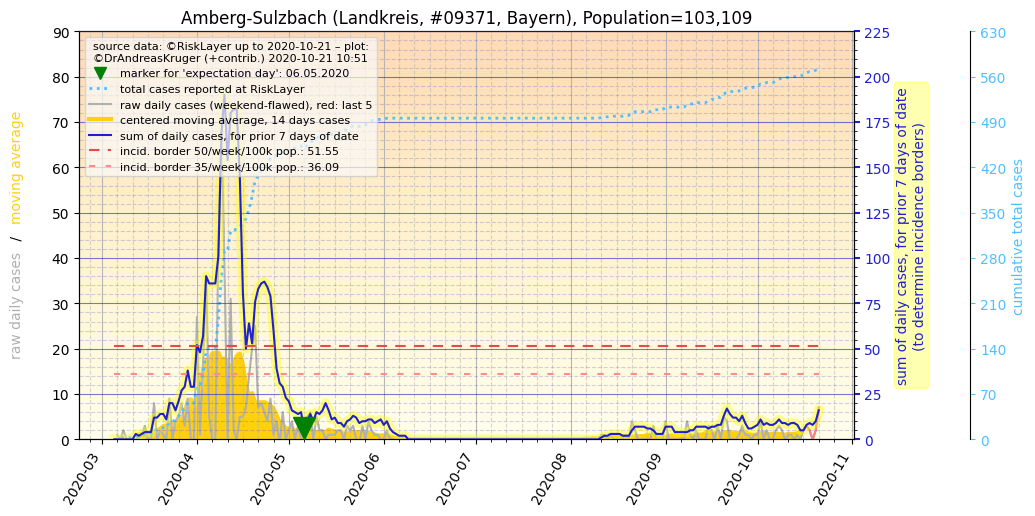 Amberg-Sulzbach (Landkreis, #09371, Bayern), Population=103,109
source data: ©RiskLayer up to 2020-10-21 – plot:
©DrAndreasKruger (+contrib.) 2020-10-21 10:51
marker for 'expectation day': 06.05.2020
total cases reported at RiskLayer
raw daily cases (weekend-flawed), red: last 5
centered moving average, 14 days cases
sum of daily cases, for prior 7 days of date
incid. border 50/week/100k pop.: 51.55
incid. border 35/week/100k pop.: 36.09
raw daily cases / moving average
90
80
70
60
50
40
30
20
10
0
225
200
175
150
125
100
75
50
25
0
sum of daily cases, for prior 7 days of date
(to determine incidence borders)
630
560
490
420
350
280
210
140
70
0
cumulative total cases
2020-03
2020-04
2020-05
2020-06
2020-07
2020-08
2020-09
2020-10
2020-11